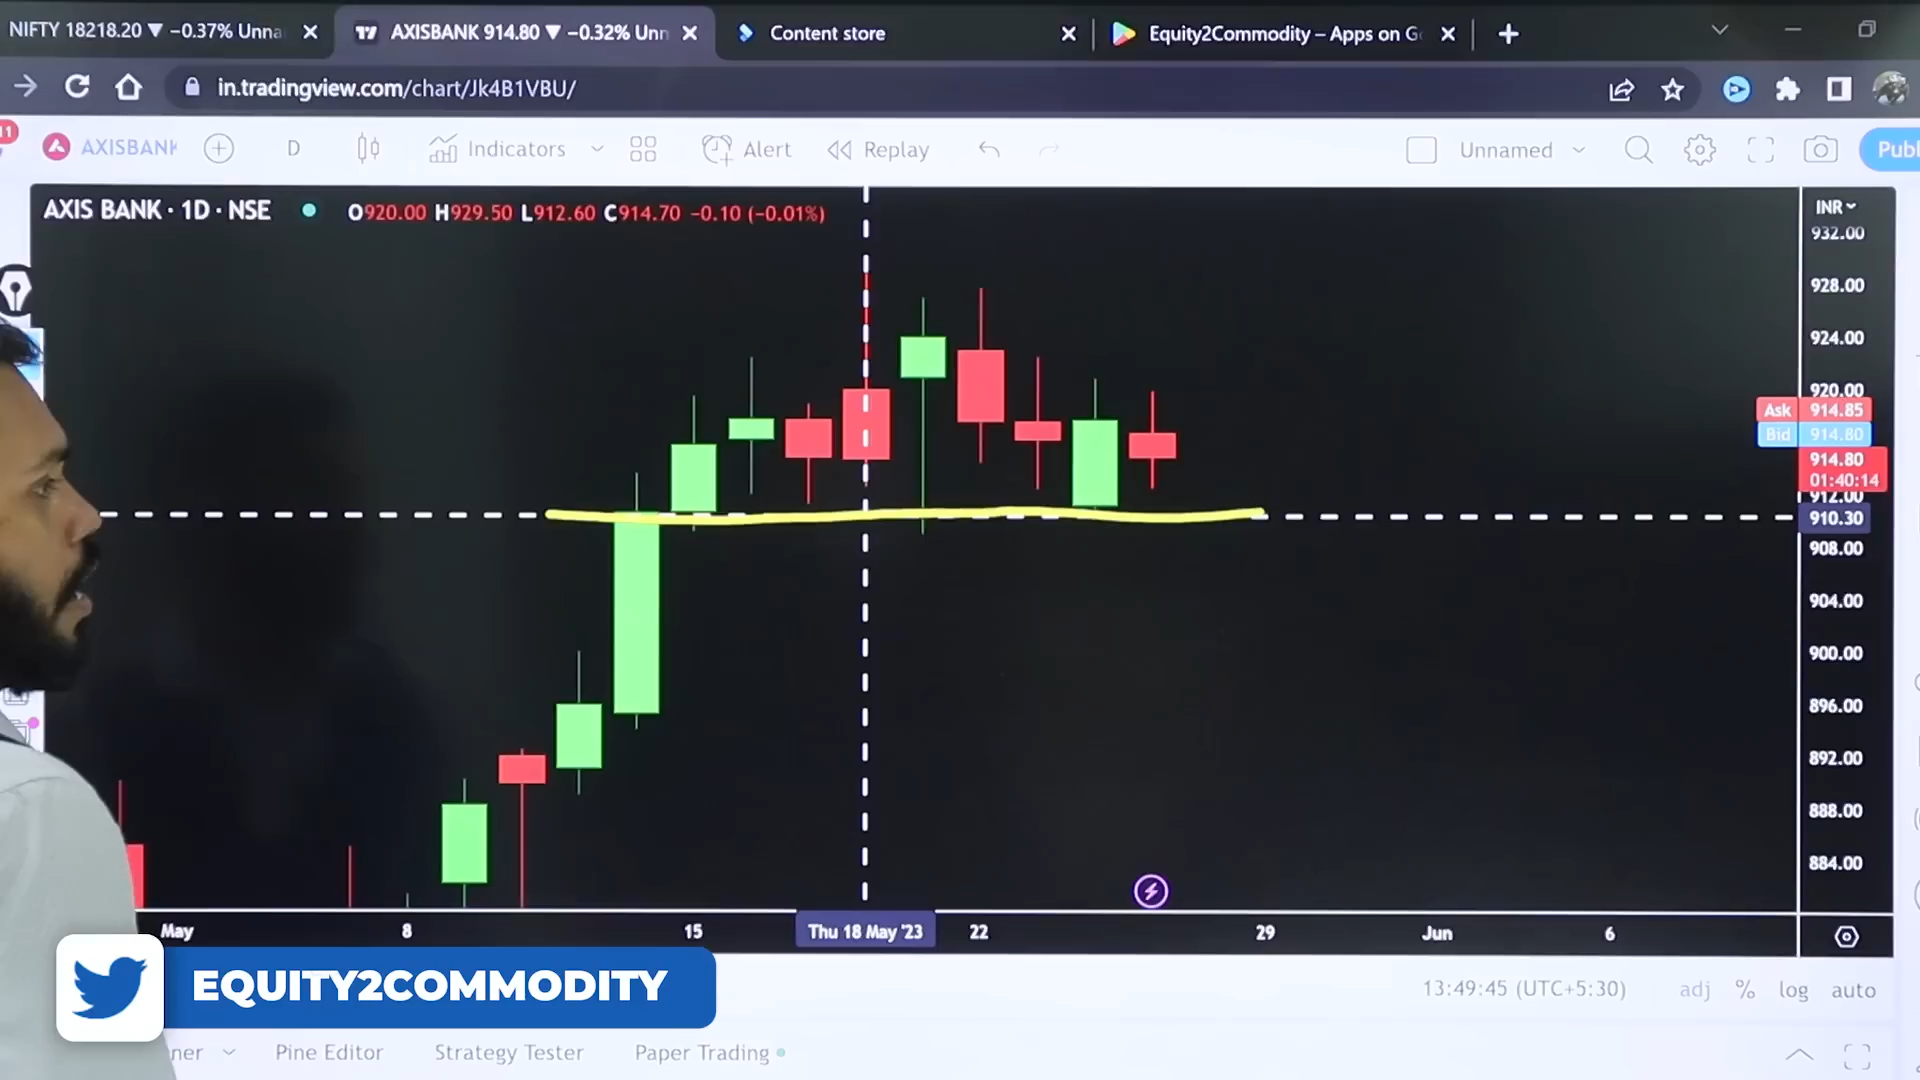 NIFTY 18218.20 ▼ −0.37% Unna
AXISBANK 914.80 ▼ −0.32% Unn
Content store
Equity2Commodity – Apps on G
in.tradingview.com/chart/Jk4B1VBU/
11
AXISBANK
D
Indicators
Alert
Replay
Unnamed
Publ
AXIS BANK · 1D · NSE
O920.00 H929.50 L912.60 C914.70 −0.10 (−0.01%)
INR
932.00
928.00
924.00
920.00
Ask 914.85
Bid 914.80
914.80
01:40:14
912.00
910.30
908.00
904.00
900.00
896.00
892.00
888.00
884.00
May
8
15
Thu 18 May '23
22
29
Jun
6
EQUITY2COMMODITY
13:49:45 (UTC+5:30)
adj
%
log
auto
ner
Pine Editor
Strategy Tester
Paper Trading